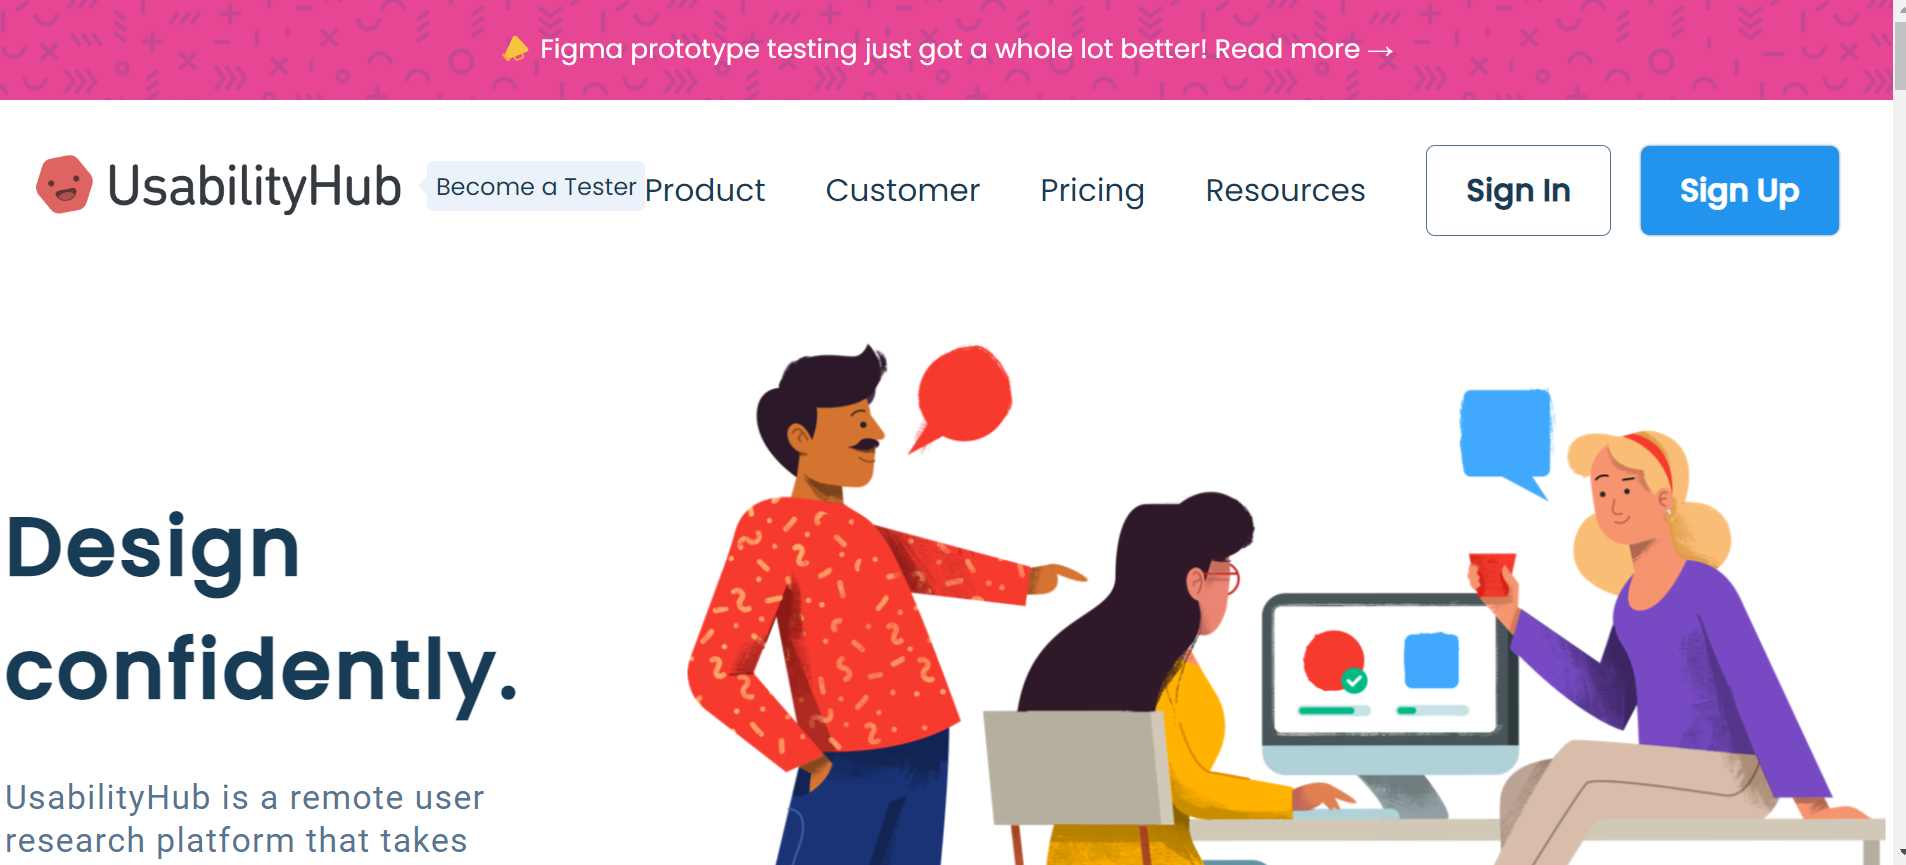 Figma prototype testing just got a whole lot better! Read more →
UsabilityHub
Become a Tester
Product
Customer
Pricing
Resources
Sign In
Sign Up
Design
confidently.
UsabilityHub is a remote user
research platform that takes